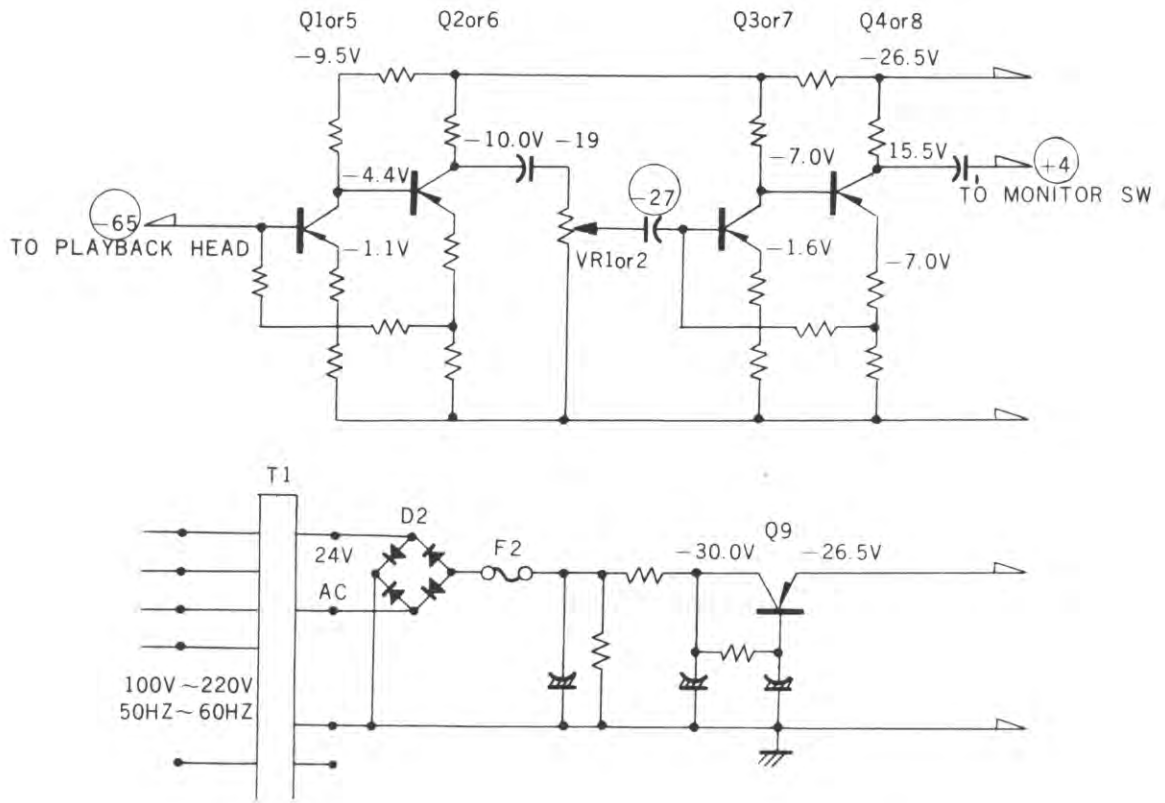 Q1or5 Q2or6 Q3or7 Q4or8
−9.5V −26.5V
−10.0V −19 −7.0V 15.5V +4
−4.4V
−65 −27 TO MONITOR SW
TO PLAYBACK HEAD −1.1V VR1or2 −1.6V −7.0V
T1
D2 Q9
24V F2 −30.0V −26.5V
AC
100V~220V
50HZ~60HZ